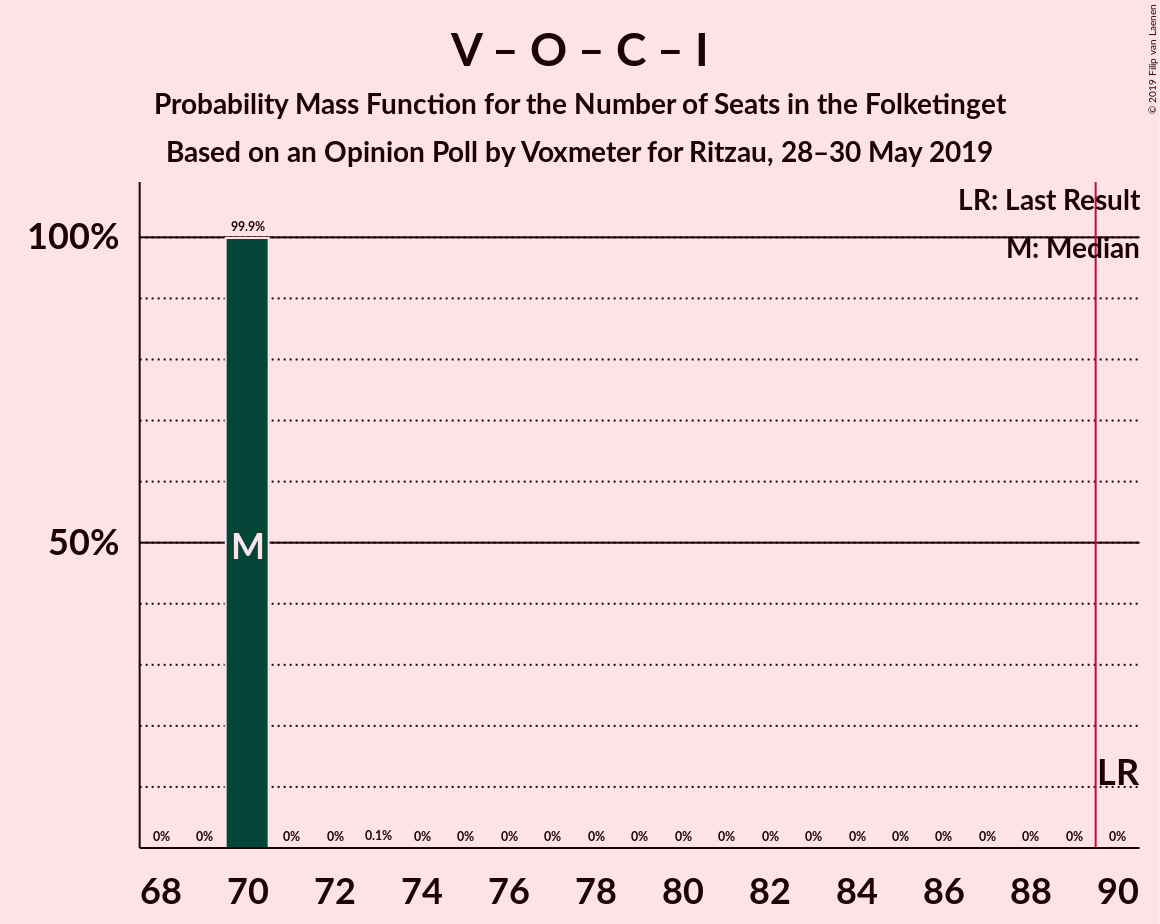 V – O – C – I
Probability Mass Function for the Number of Seats in the Folketinget
Based on an Opinion Poll by Voxmeter for Ritzau, 28–30 May 2019
© 2019 Filip van Laenen
LR: Last Result
M: Median
100%
50%
99.9%
M
LR
0% 0% 0% 0% 0.1% 0% 0% 0% 0% 0% 0% 0% 0% 0% 0% 0% 0% 0% 0% 0% 0% 0%
68 70 72 74 76 78 80 82 84 86 88 90